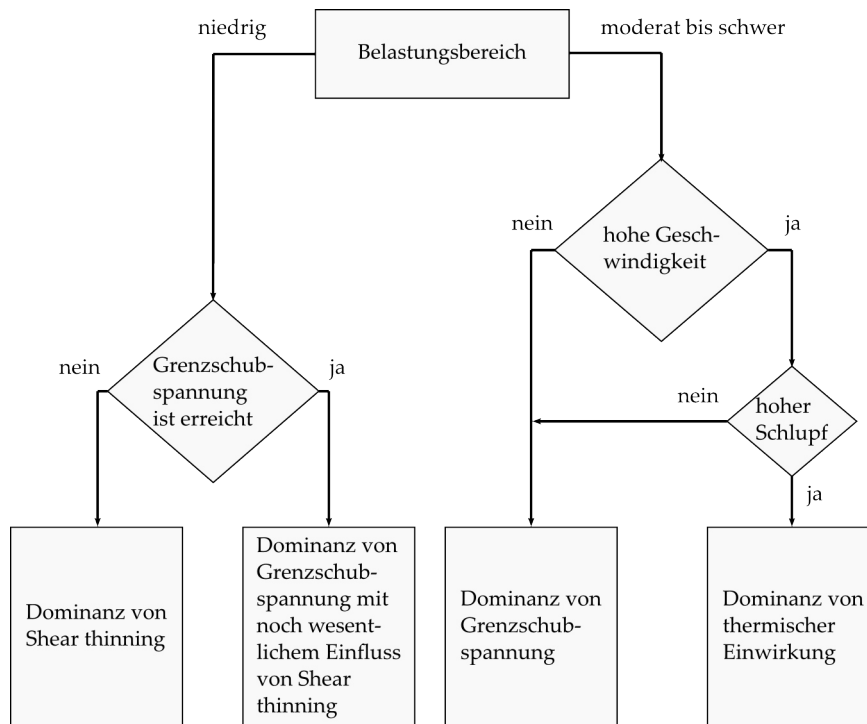 niedrig
Belastungsbereich
moderat bis schwer
nein
hohe Gesch-
windigkeit
ja
nein
Grenzschub-
spannung
ist erreicht
ja
nein
hoher
Schlupf
ja
Dominanz von
Shear thinning
Dominanz von
Grenzschub-
spannung mit
noch wesent-
lichem Einfluss
von Shear
thinning
Dominanz von
Grenzschub-
spannung
Dominanz von
thermischer
Einwirkung